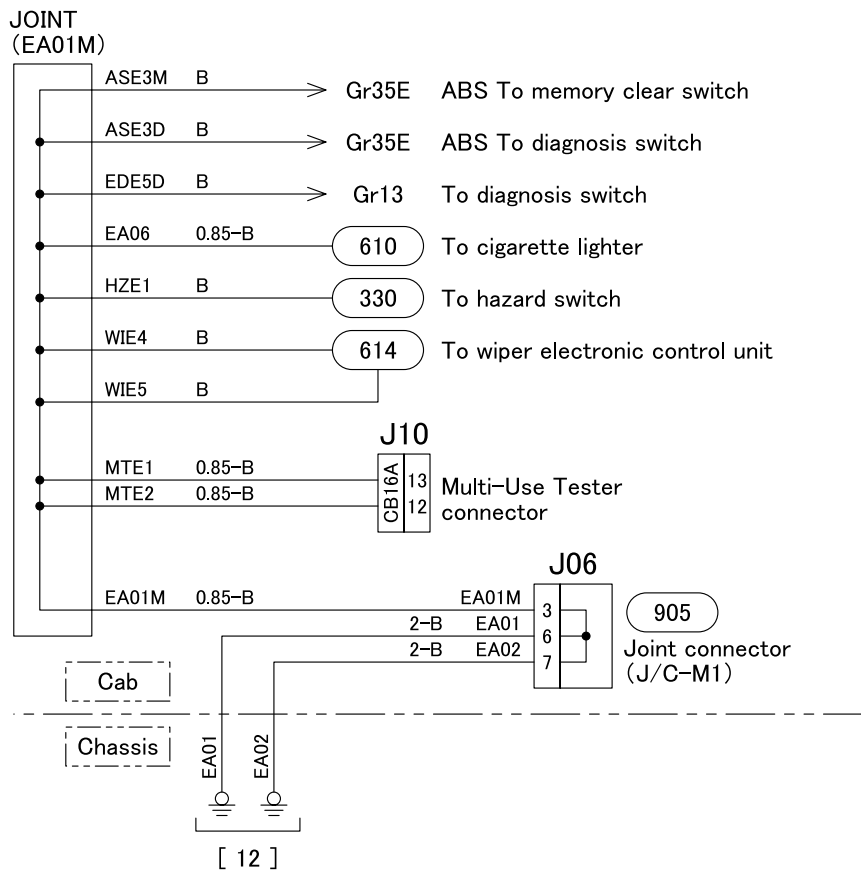 JOINT
(EA01M)
ASE3M B Gr35E ABS To memory clear switch
ASE3D B Gr35E ABS To diagnosis switch
EDE5D B Gr13 To diagnosis switch
EA06 0.85-B 610 To cigarette lighter
HZE1 B 330 To hazard switch
WIE4 B 614 To wiper electronic control unit
WIE5 B
J10
MTE1 0.85-B CB16A 13 Multi-Use Tester
MTE2 0.85-B 12 connector
J06
EA01M 0.85-B EA01M 3 905
2-B EA01 6 Joint connector
2-B EA02 7 (J/C-M1)
Cab
Chassis
EA01 EA02
[ 12 ]